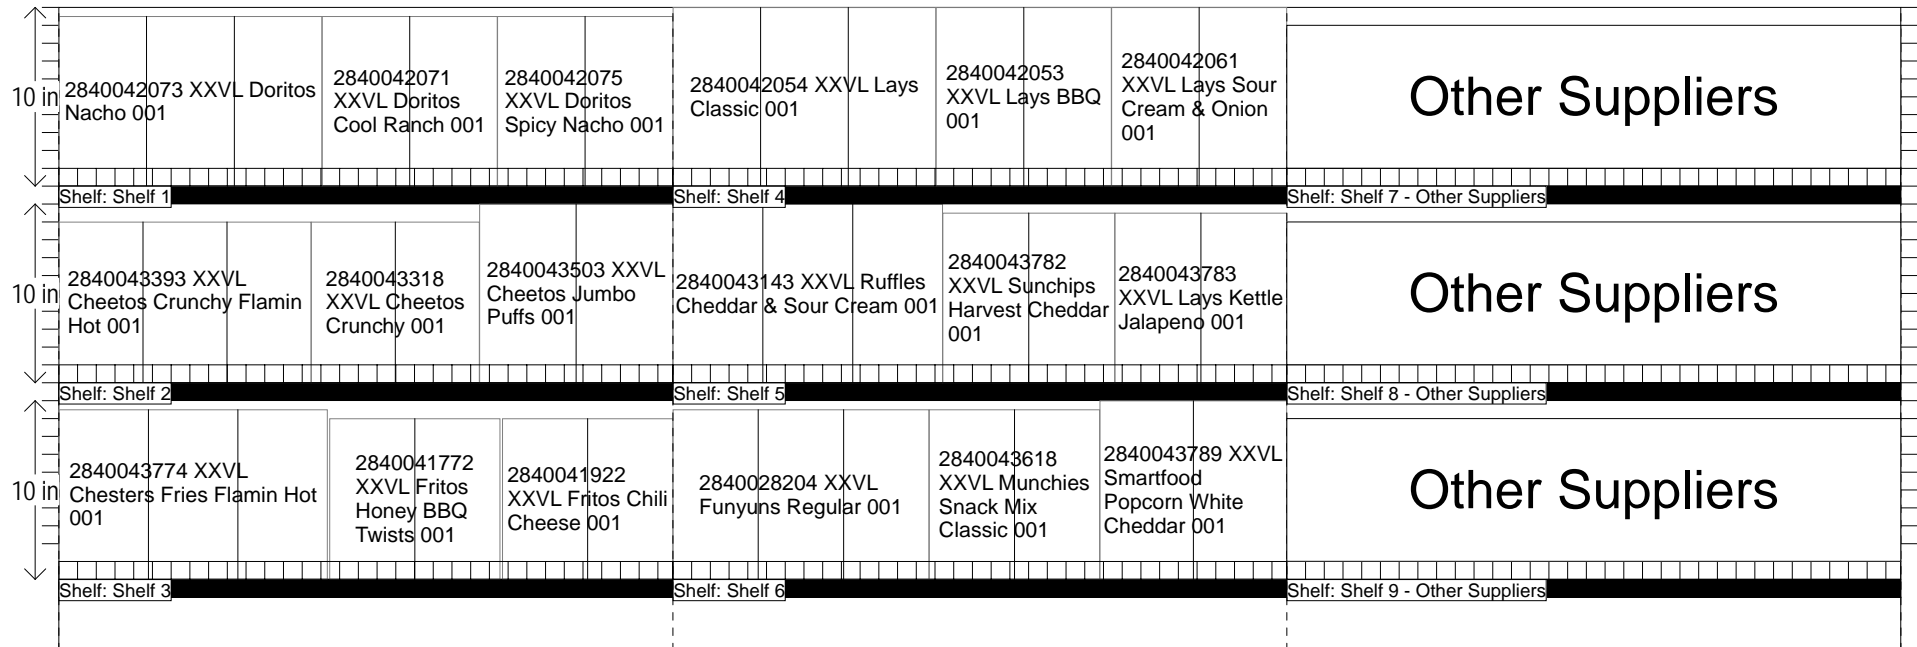 10 in
2840042073 XXVL Doritos
Nacho 001
2840042071
XXVL Doritos
Cool Ranch 001
2840042075
XXVL Doritos
Spicy Nacho 001
2840042054 XXVL Lays
Classic 001
2840042053
XXVL Lays BBQ
001
2840042061
XXVL Lays Sour
Cream & Onion
001
Other Suppliers
Shelf: Shelf 1
Shelf: Shelf 4
Shelf: Shelf 7 - Other Suppliers
10 in
2840043393 XXVL
Cheetos Crunchy Flamin
Hot 001
2840043318
XXVL Cheetos
Crunchy 001
2840043503 XXVL
Cheetos Jumbo
Puffs 001
2840043143 XXVL Ruffles
Cheddar & Sour Cream 001
2840043782
XXVL Sunchips
Harvest Cheddar
001
2840043783
XXVL Lays Kettle
Jalapeno 001
Other Suppliers
Shelf: Shelf 2
Shelf: Shelf 5
Shelf: Shelf 8 - Other Suppliers
10 in
2840043774 XXVL
Chesters Fries Flamin Hot
001
2840041772
XXVL Fritos
Honey BBQ
Twists 001
2840041922
XXVL Fritos Chili
Cheese 001
2840028204 XXVL
Funyuns Regular 001
2840043618
XXVL Munchies
Snack Mix
Classic 001
2840043789 XXVL
Smartfood
Popcorn White
Cheddar 001
Other Suppliers
Shelf: Shelf 3
Shelf: Shelf 6
Shelf: Shelf 9 - Other Suppliers